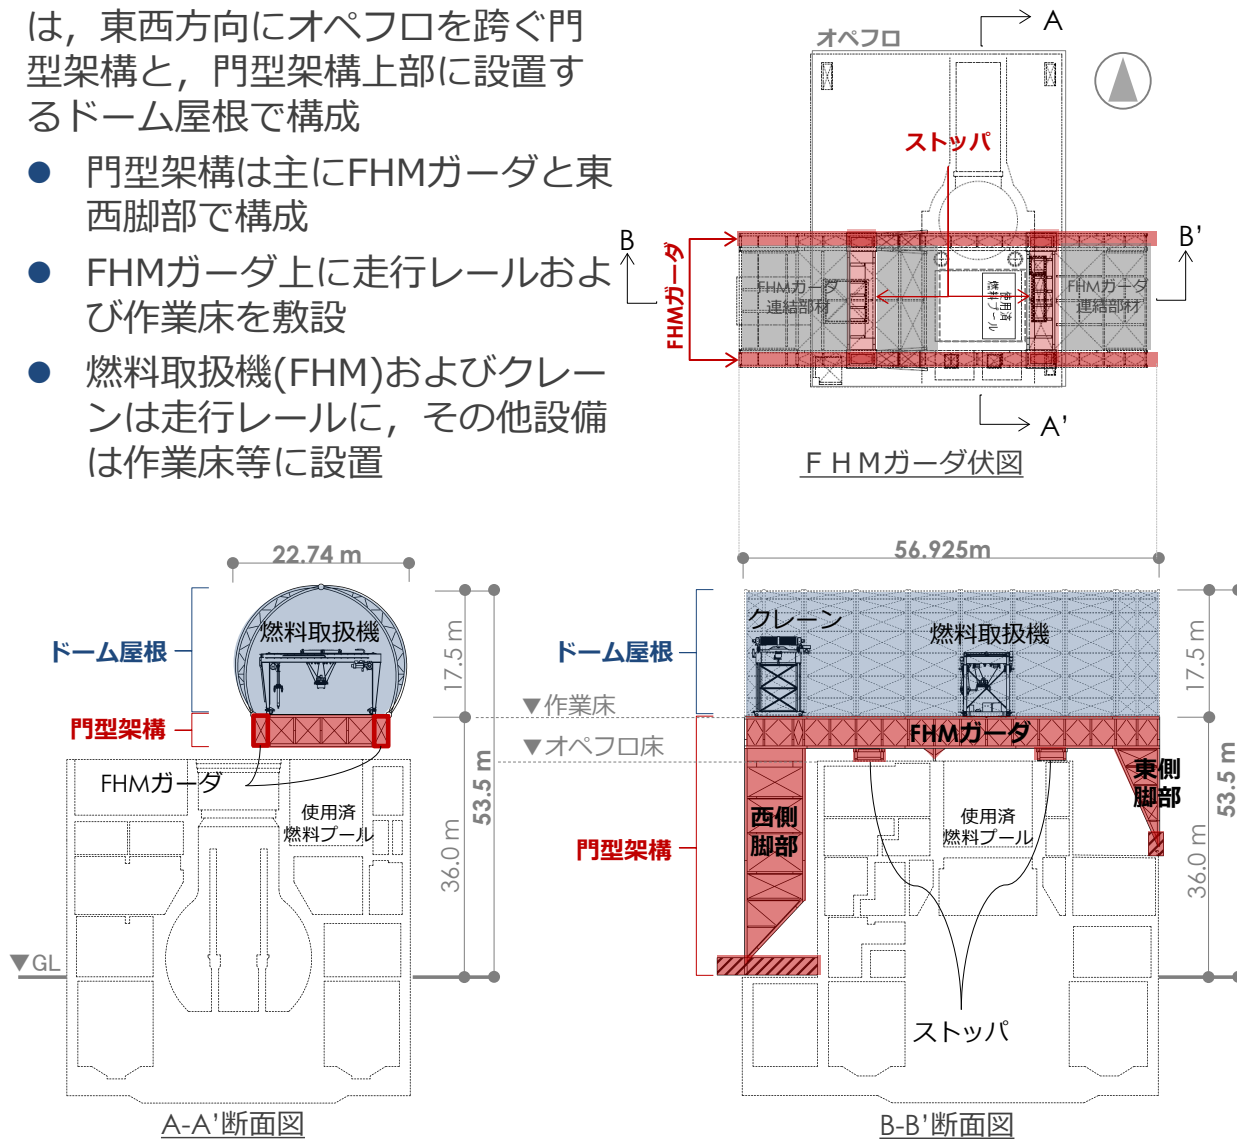 は，東西方向にオペフロを跨ぐ門
型架構と，門型架構上部に設置す
るドーム屋根で構成
● 門型架構は主にFHMガーダと東
西脚部で構成
● FHMガーダ上に走行レールおよ
び作業床を敷設
● 燃料取扱機(FHM)およびクレー
ンは走行レールに，その他設備
は作業床等に設置
オペフロ
A
ストッパ
B
B’
FHMガーダ
FHMガーダ
連結部材
使用済
燃料プール
FHMガーダ
連結部材
A’
ＦＨＭガーダ伏図
22.74 m
燃料取扱機
ドーム屋根
門型架構
FHMガーダ
使用済
燃料プール
17.5 m
36.0 m
53.5 m
▼GL
A-A’断面図
56.925m
クレーン
燃料取扱機
ドーム屋根
▼作業床
▼オペフロ床
FHMガーダ
門型架構
西側
脚部
東側
脚部
使用済
燃料プール
17.5 m
36.0 m
53.5 m
ストッパ
B-B’断面図